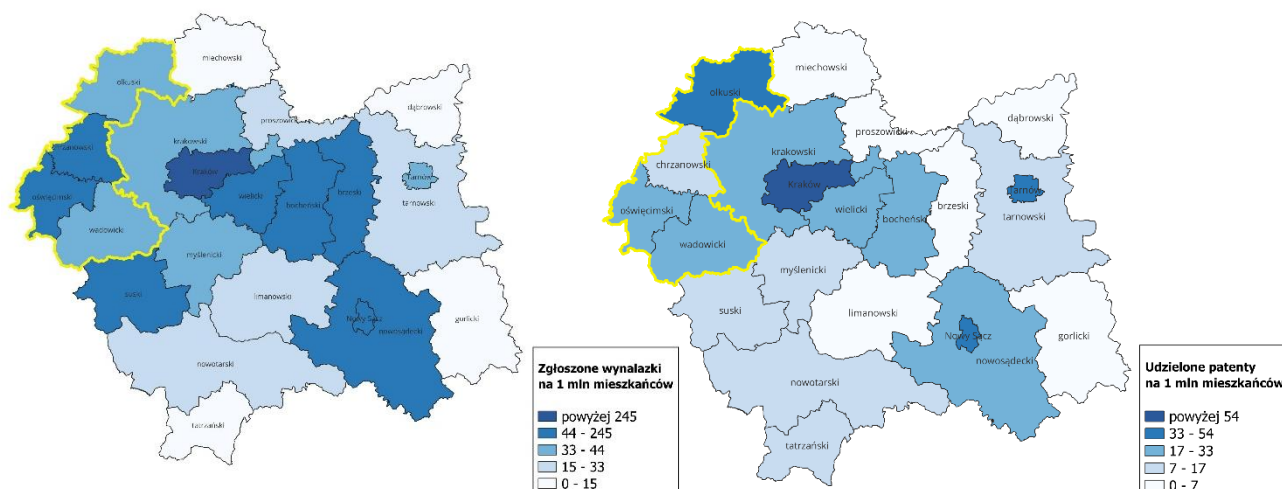 miechowski
olkuski
dąbrowski
proszowicki
krakowski
zanowski
Kraków
Tarnów
oświęcimski
wielicki
bocheński
brzeski
tarnowski
wadowicki
myślenicki
suski
limanowski
Nowy Sącz
nowosądecki
gorlicki
nowotarski
tatrzański
Zgłoszone wynalazki
na 1 mln mieszkańców
powyżej 245
44 - 245
33 - 44
15 - 33
0 - 15
miechowski
olkuski
dąbrowski
proszowicki
krakowski
chrzanowski
Kraków
Tarnów
oświęcimski
wielicki
bocheński
brzeski
tarnowski
wadowicki
myślenicki
suski
limanowski
Nowy Sącz
nowosądecki
gorlicki
nowotarski
tatrzański
Udzielone patenty
na 1 mln mieszkańców
powyżej 54
33 - 54
17 - 33
7 - 17
0 - 7